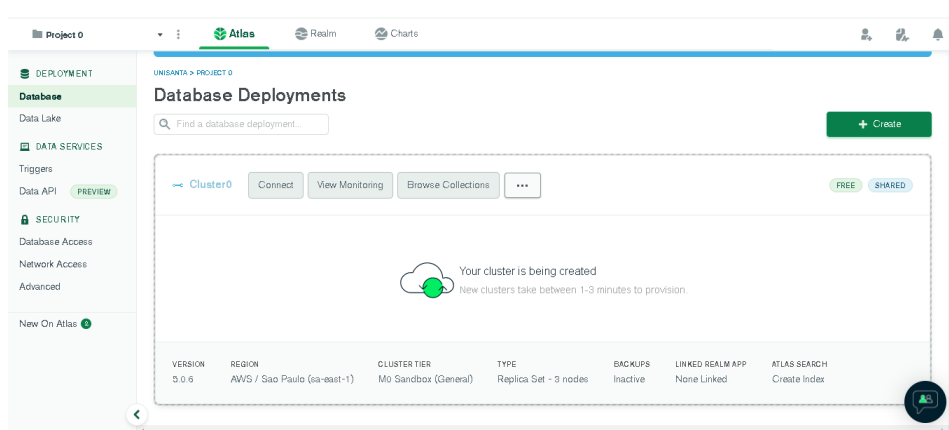 Project 0
Atlas
Realm
Charts
DEPLOYMENT
Database
Data Lake
DATA SERVICES
Triggers
Data API PREVIEW
SECURITY
Database Access
Network Access
Advanced
New On Atlas 2
UNISANTA > PROJECT 0
Database Deployments
Find a database deployment...
+ Create
Cluster0
Connect
View Monitoring
Browse Collections
...
FREE
SHARED
Your cluster is being created
New clusters take between 1-3 minutes to provision.
VERSION
5.0.6
REGION
AWS / Sao Paulo (sa-east-1)
CLUSTER TIER
M0 Sandbox (General)
TYPE
Replica Set - 3 nodes
BACKUPS
Inactive
LINKED REALM APP
None Linked
ATLAS SEARCH
Create Index